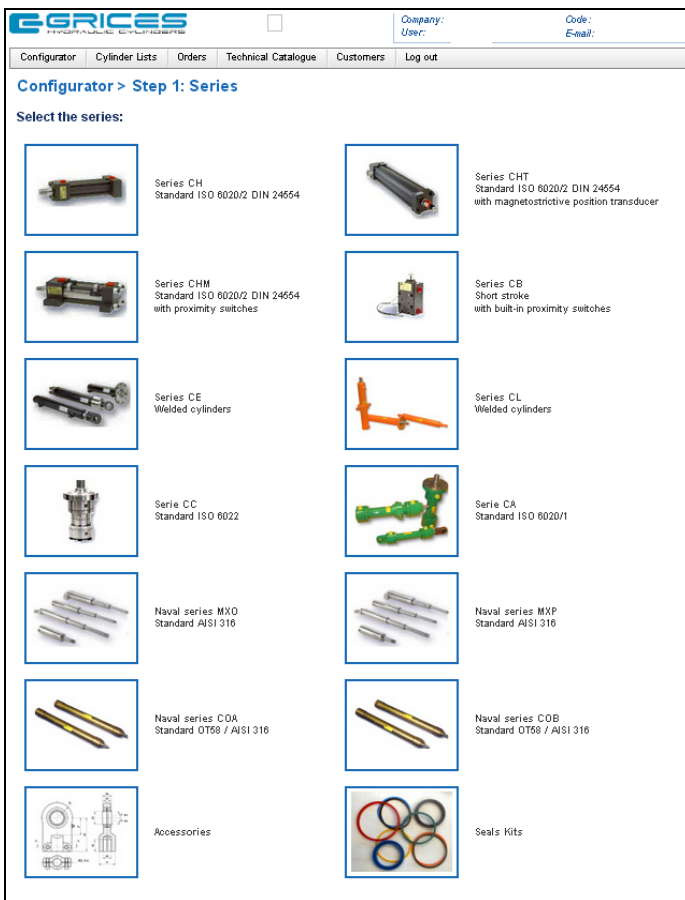 EGRICES
HYDRAULIC CYLINDERS
Company: Code:
User: E-mail:
Configurator Cylinder Lists Orders Technical Catalogue Customers Log out
Configurator > Step 1: Series
Select the series:
Series CH
Standard ISO 6020/2 DIN 24554
Series CHT
Standard ISO 6020/2 DIN 24554
with magnetostrictive position transducer
Series CHM
Standard ISO 6020/2 DIN 24554
with proximity switches
Series CB
Short stroke
with built-in proximity switches
Series CE
Welded cylinders
Series CL
Welded cylinders
Serie CC
Standard ISO 6022
Serie CA
Standard ISO 6020/1
Naval series MXO
Standard AISI 316
Naval series MXP
Standard AISI 316
Naval series COA
Standard OT58 / AISI 316
Naval series COB
Standard OT58 / AISI 316
Accessories
Seals Kits